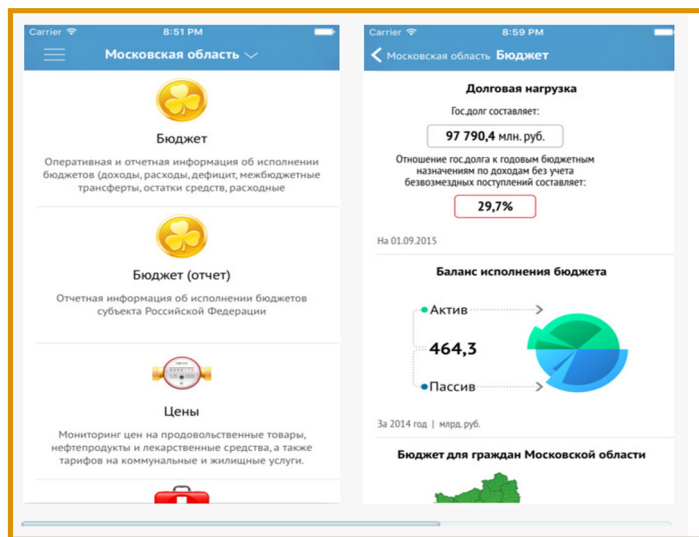 Carrier 8:51 PM
Московская область
Бюджет
Оперативная и отчетная информация об исполнении
бюджетов (доходы, расходы, дефицит, межбюджетные
трансферты, остатки средств, расходные
Бюджет (отчет)
Отчетная информация об исполнении бюджетов
субъекта Российской Федерации
Цены
Мониторинг цен на продовольственные товары,
нефтепродукты и лекарственные средства, а также
тарифов на коммунальные и жилищные услуги.
Carrier 8:59 PM
Московская область Бюджет
Долговая нагрузка
Гос.долг составляет:
97 790,4 млн. руб.
Отношение гос.долга к годовым бюджетным
назначениям по доходам без учета
безвозмездных поступлений составляет:
29,7%
На 01.09.2015
Баланс исполнения бюджета
Актив
464,3
Пассив
За 2014 год | млрд. руб.
Бюджет для граждан Московской области